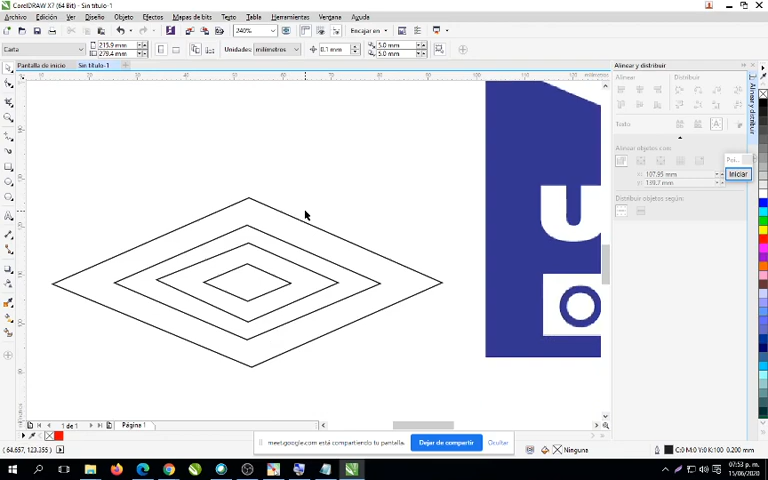 CorelDRAW X7 (64 Bit) - Sin título-1
Archivo Edición Ver Diseño Objeto Efectos Mapas de bits Texto Tabla Herramientas Ventana Ayuda
240% Encajar en
Carta 215.9 mm 279.4 mm Unidades: milímetros 0.1 mm 5.0 mm 5.0 mm
Pantalla de inicio Sin título-1
Alinear y distribuir
Alinear Distribuir
Alinear y distribuir
Texto
Alinear objetos con:
107.95 mm
139.7 mm
Iniciar
Distribuir objetos según:
U
O
1 de 1 Página 1
meet.google.com está compartiendo tu pantalla. Dejar de compartir Ocultar
(64.657, 123.355) Ninguna C:0 M:0 Y:0 K:100 0.200 mm
07:53 p. m.
15/06/2020